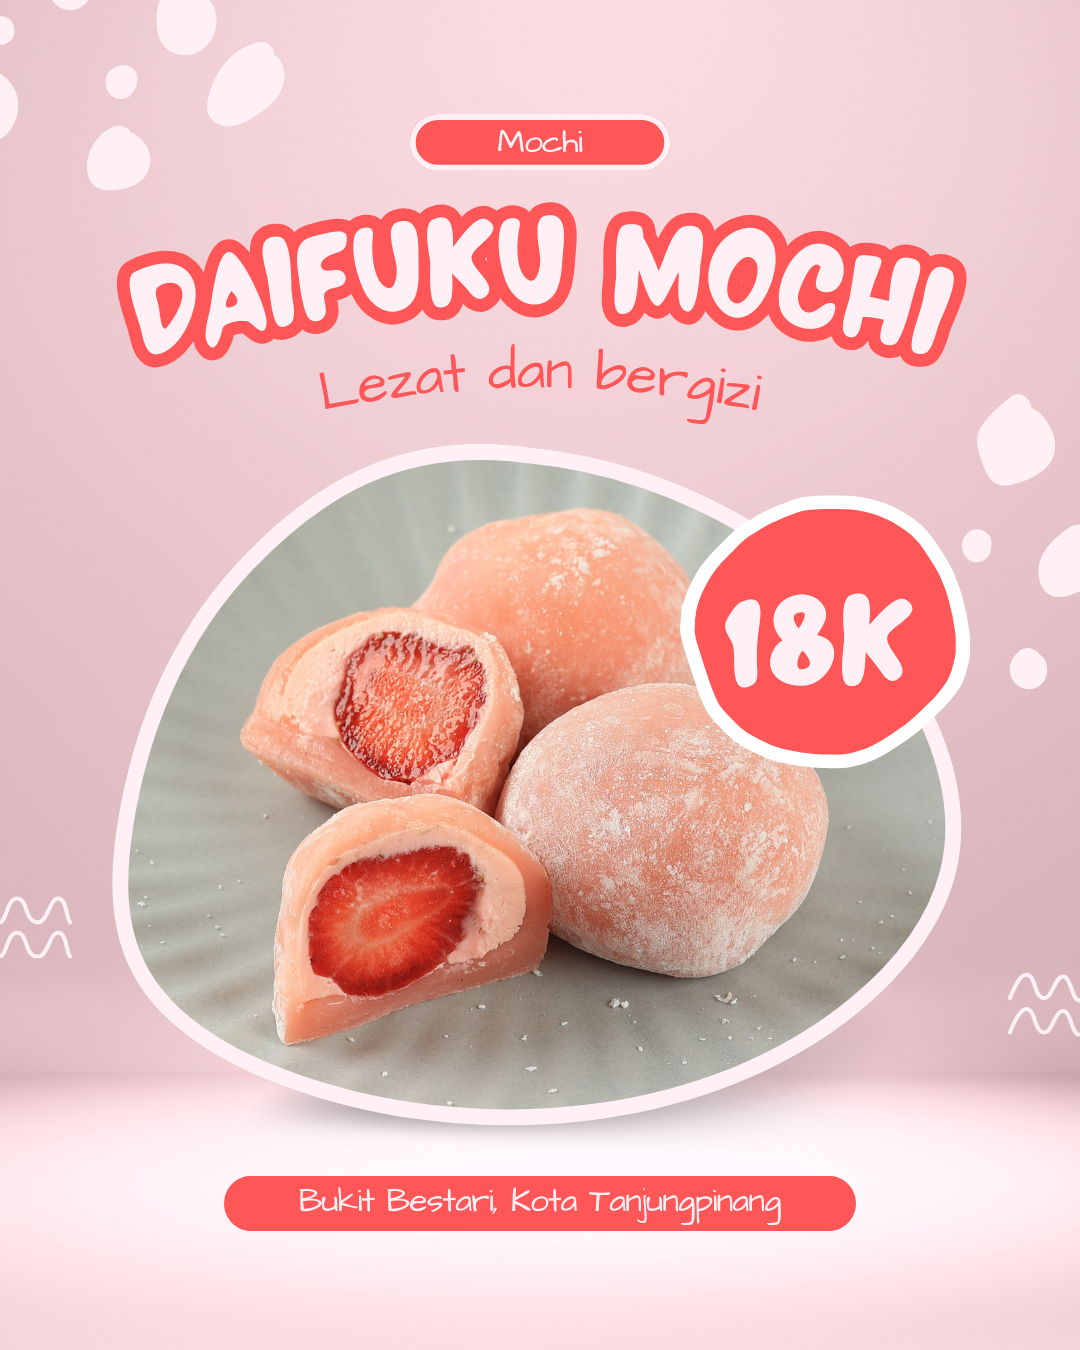 Mochi
DAIFUKU MOCHI
Lezat dan bergizi
18K
Bukit Bestari, Kota Tanjungpinang